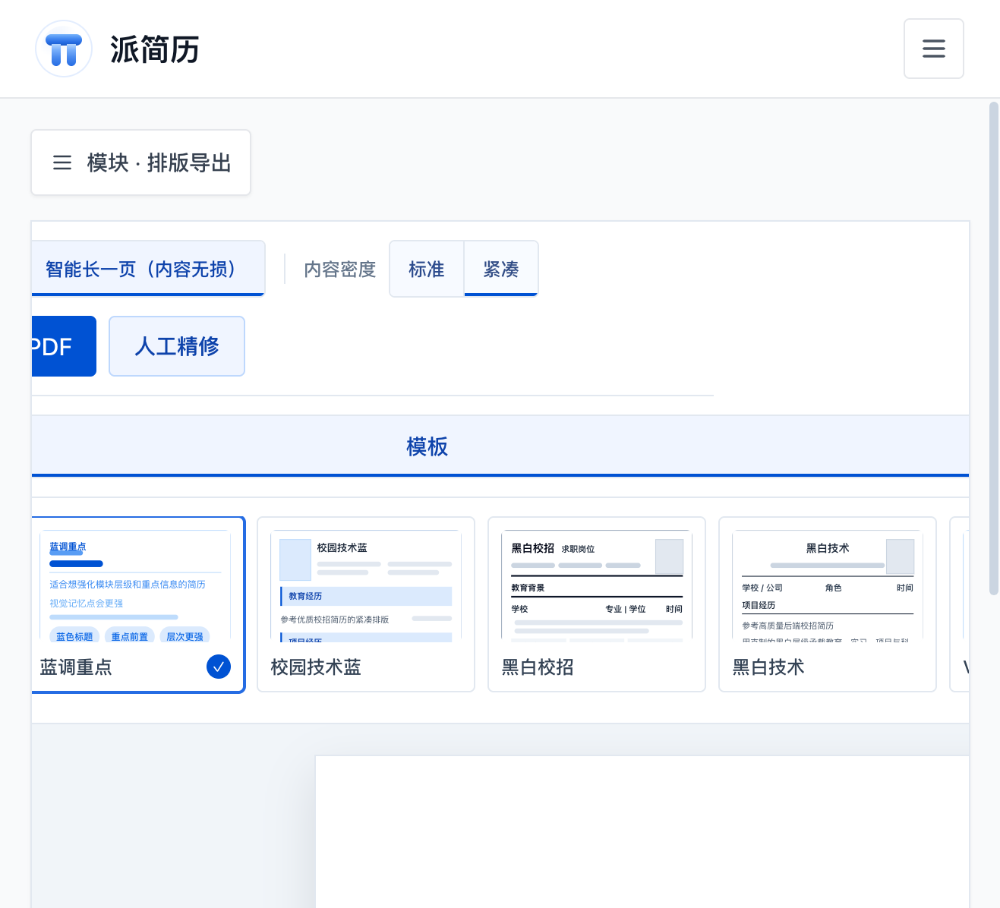 派简历
模块 · 排版导出
智能长一页（内容无损） 内容密度 标准 紧凑
PDF 人工精修
模板
蓝调重点
适合想强化模块层级和重点信息的简历
视觉记忆点会更强
蓝色标题 重点前置 层次更强
蓝调重点
校园技术蓝
教育经历
参考优质校招简历的紧凑排版
项目经历
校园技术蓝
黑白校招 求职岗位
教育背景
学校 专业 | 学位 时间
黑白校招
黑白技术
学校 / 公司 角色 时间
项目经历
参考高质量后端校招简历
黑白技术